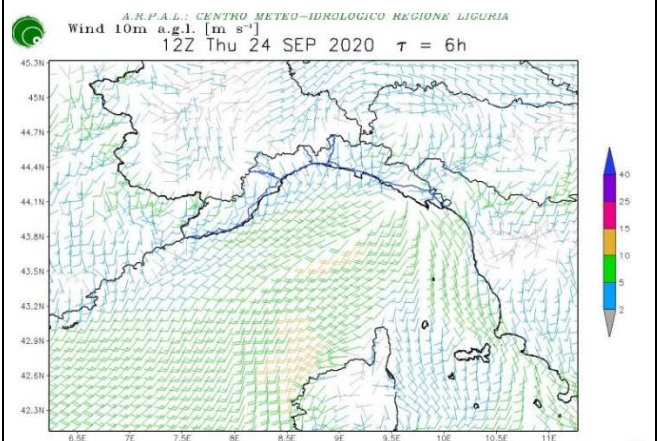 A.R.P.A.L.: CENTRO METEO-IDROLOGICO REGIONE LIGURIA
Wind 10m a.g.l. [m s⁻¹]
12Z Thu 24 SEP 2020 τ = 6h
45.3N
45N
44.7N
44.4N
44.1N
43.8N
43.5N
43.2N
42.9N
42.6N
42.3N
6.5E 7E 7.5E 8E 8.5E 9E 9.5E 10E 10.5E 11E
40
25
15
10
5
2